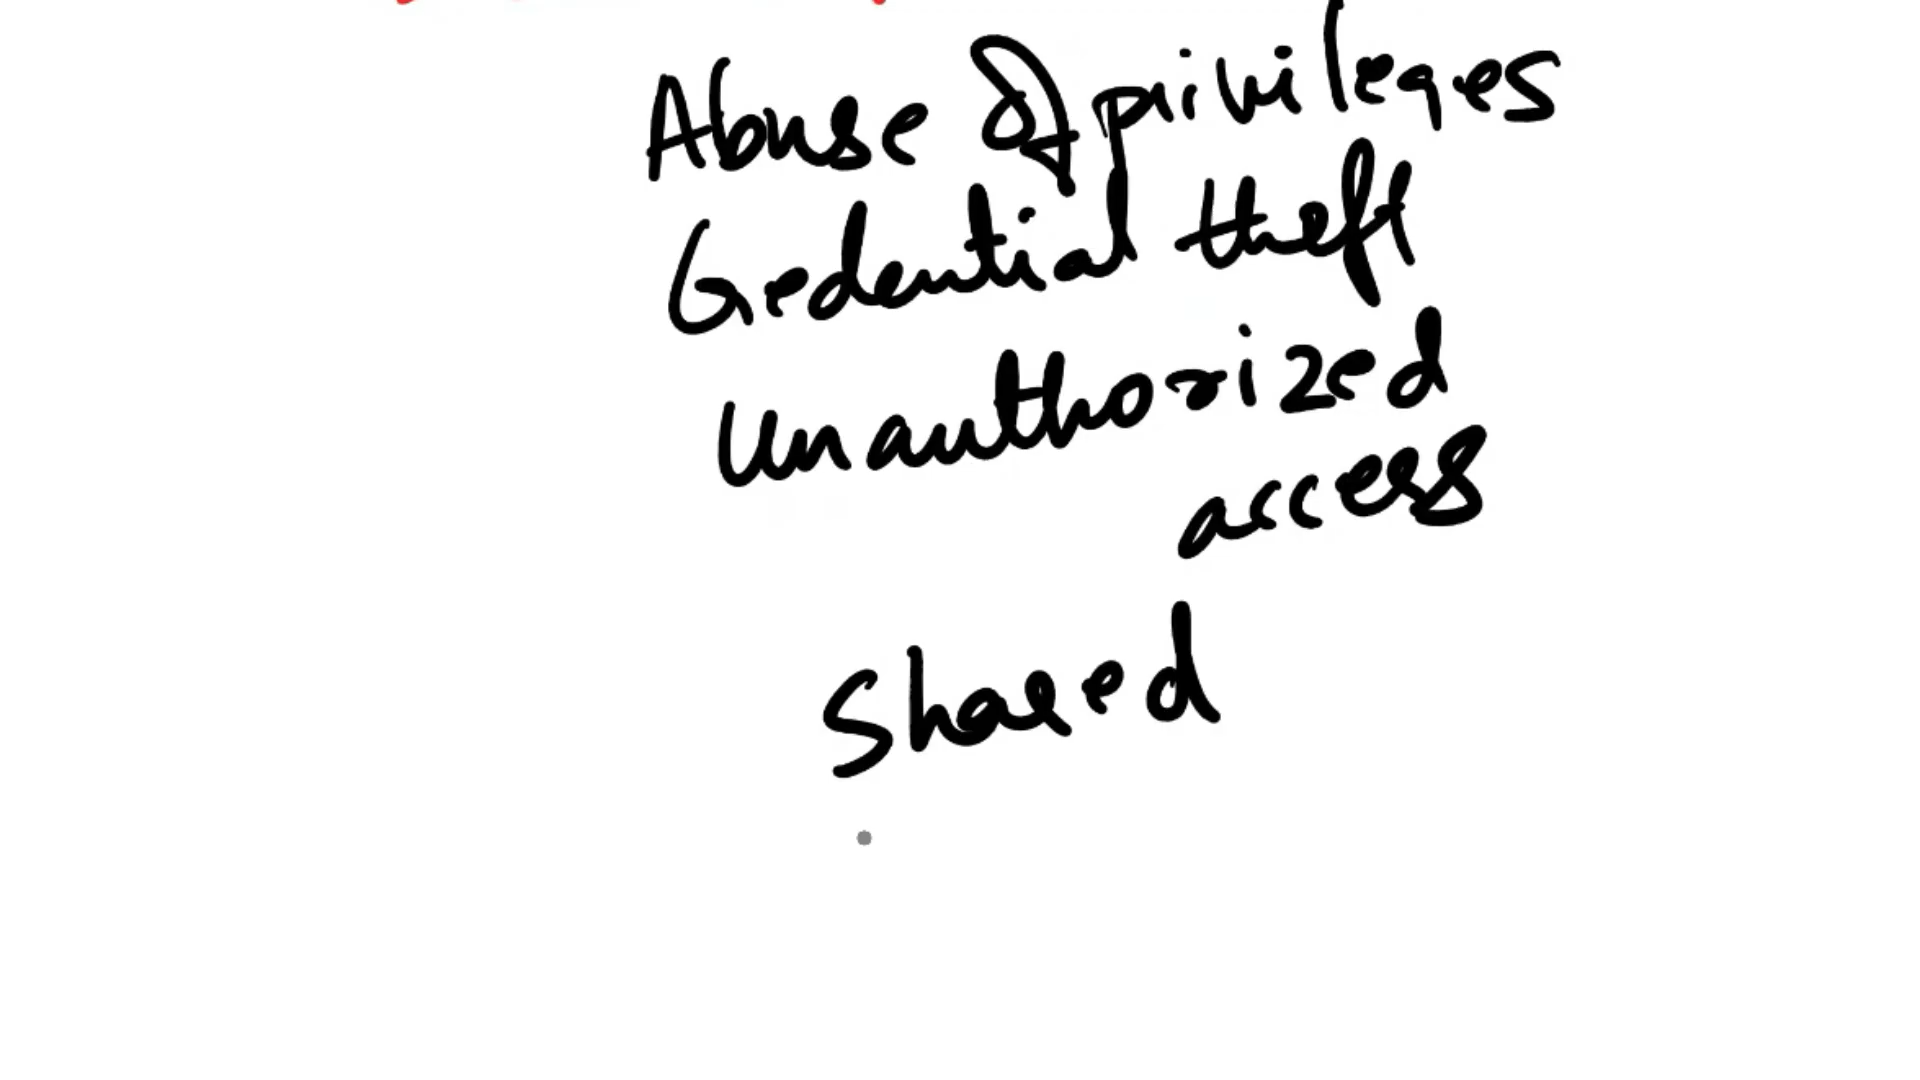 Abuse of privileges
Credential theft
unauthorized
access
Shared